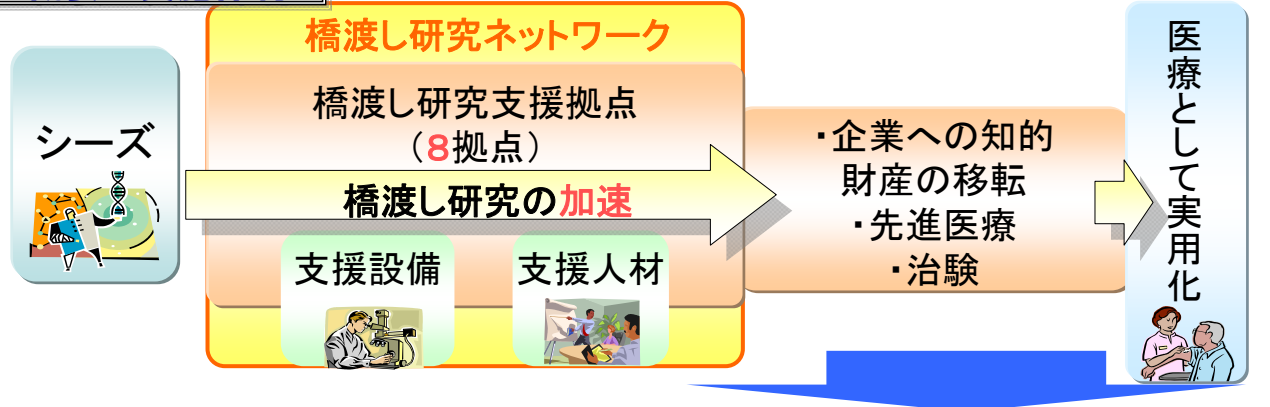 橋渡し研究ネットワーク
シーズ
橋渡し研究支援拠点
（８拠点）
橋渡し研究の加速
支援設備
支援人材
・企業への知的
財産の移転
・先進医療
・治験
医療として実用化